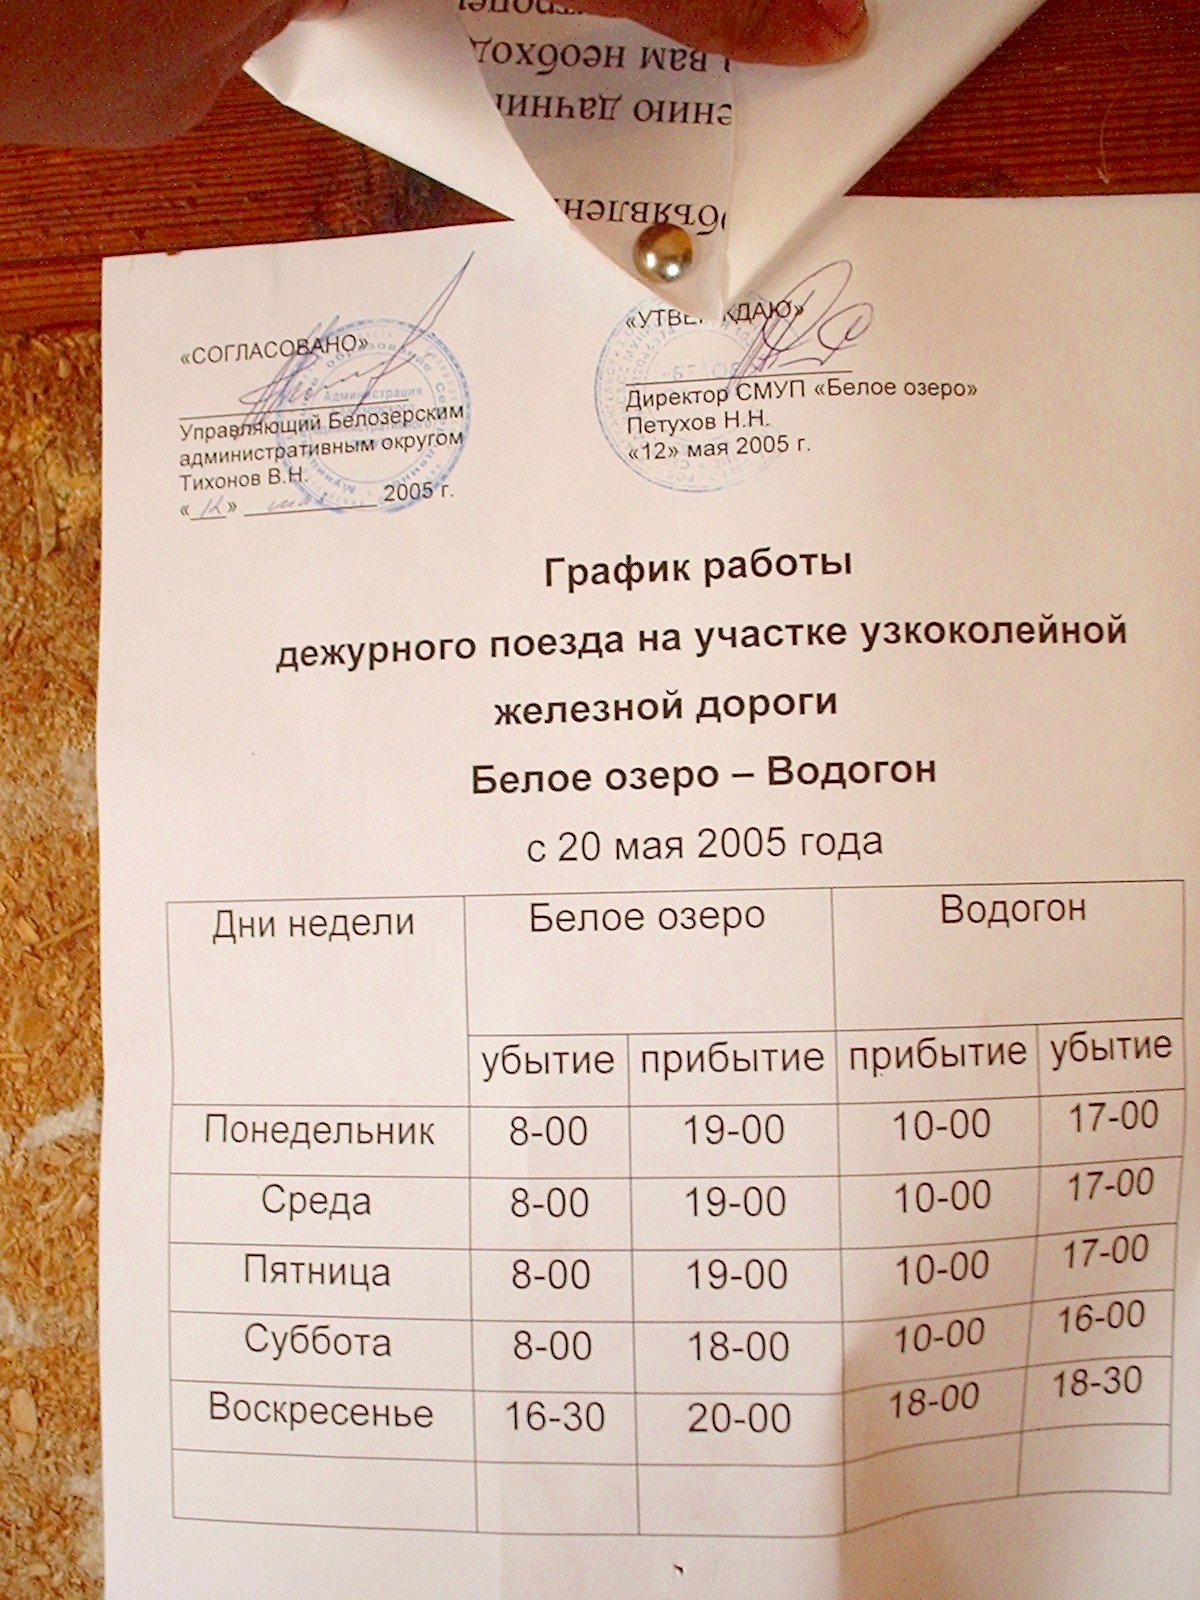 вам необход
ению дачни
«СОГЛАСОВАНО»
Управляющий Белозерским
административным округом
Тихонов В.Н.
2005 г.
Администрация
Директор СМУП «Белое озеро»
Петухов Н.Н.
«12» мая 2005 г.
График работы
дежурного поезда на участке узкоколейной
железной дороги
Белое озеро – Водогон
с 20 мая 2005 года
Дни недели Белое озеро Водогон
убытие прибытие прибытие убытие
Понедельник 8-00 19-00 10-00 17-00
Среда 8-00 19-00 10-00 17-00
Пятница 8-00 19-00 10-00 17-00
Суббота 8-00 18-00 10-00 16-00
Воскресенье 16-30 20-00 18-00 18-30